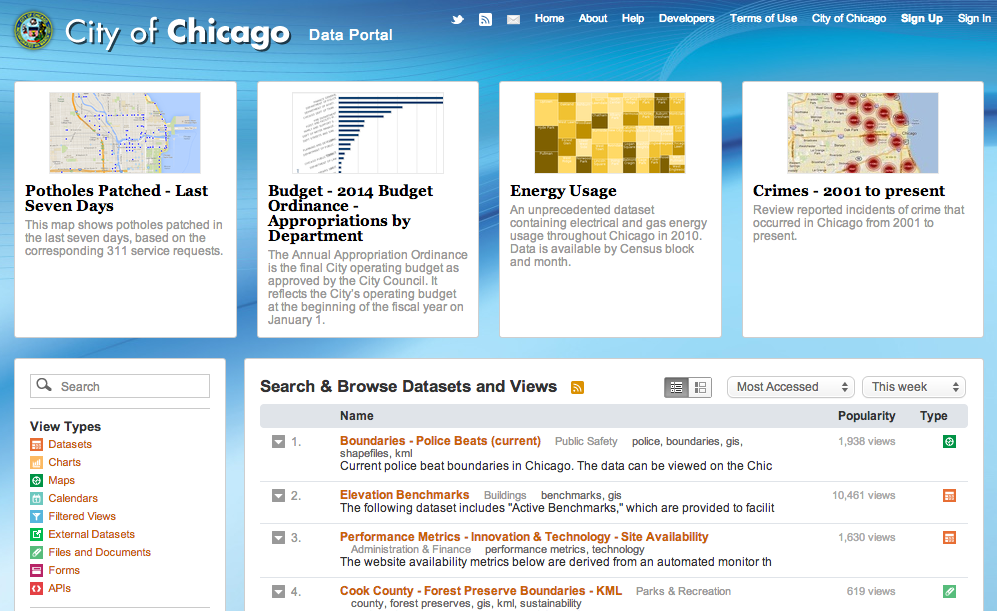 City of Chicago Data Portal
Home About Help Developers Terms of Use City of Chicago Sign Up Sign In
Potholes Patched - Last
Seven Days
This map shows potholes patched in
the last seven days, based on the
corresponding 311 service requests.
Budget - 2014 Budget
Ordinance -
Appropriations by
Department
The Annual Appropriation Ordinance
is the final City operating budget as
approved by the City Council. It
reflects the City's operating budget
at the beginning of the fiscal year on
January 1.
Energy Usage
An unprecedented dataset
containing electrical and gas energy
usage throughout Chicago in 2010.
Data is available by Census block
and month.
Crimes - 2001 to present
Review reported incidents of crime that
occurred in Chicago from 2001 to
present.
Search
View Types
Datasets
Charts
Maps
Calendars
Filtered Views
External Datasets
Files and Documents
Forms
APIs
Search & Browse Datasets and Views
Most Accessed This week
Name Popularity Type
1. Boundaries - Police Beats (current) Public Safety police, boundaries, gis, 1,938 views
shapefiles, kml
Current police beat boundaries in Chicago. The data can be viewed on the Chic
2. Elevation Benchmarks Buildings benchmarks, gis 10,461 views
The following dataset includes "Active Benchmarks," which are provided to facilit
3. Performance Metrics - Innovation & Technology - Site Availability 1,630 views
Administration & Finance performance metrics, technology
The website availability metrics below are derived from an automated monitor th
4. Cook County - Forest Preserve Boundaries - KML Parks & Recreation 619 views
county, forest preserves, gis, kml, sustainability